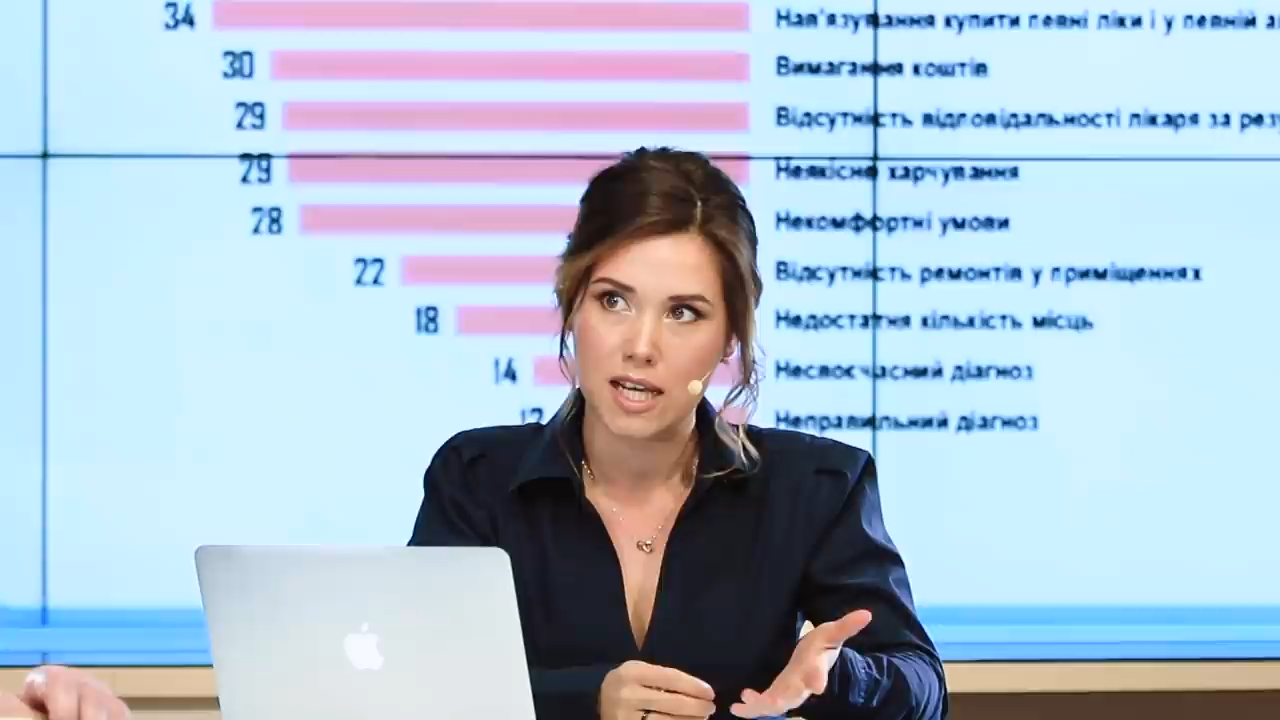 34 Нав'язування купити певні ліки і у певній
30 Вимагання коштів
29 Відсутність відповідальності лікаря за
29 Неякісне харчування
28 Некомфортні умови
22 Відсутність ремонтів у приміщеннях
18 Недостатня кількість місць
14 Несвоєчасний діагноз
Неправильний діагноз